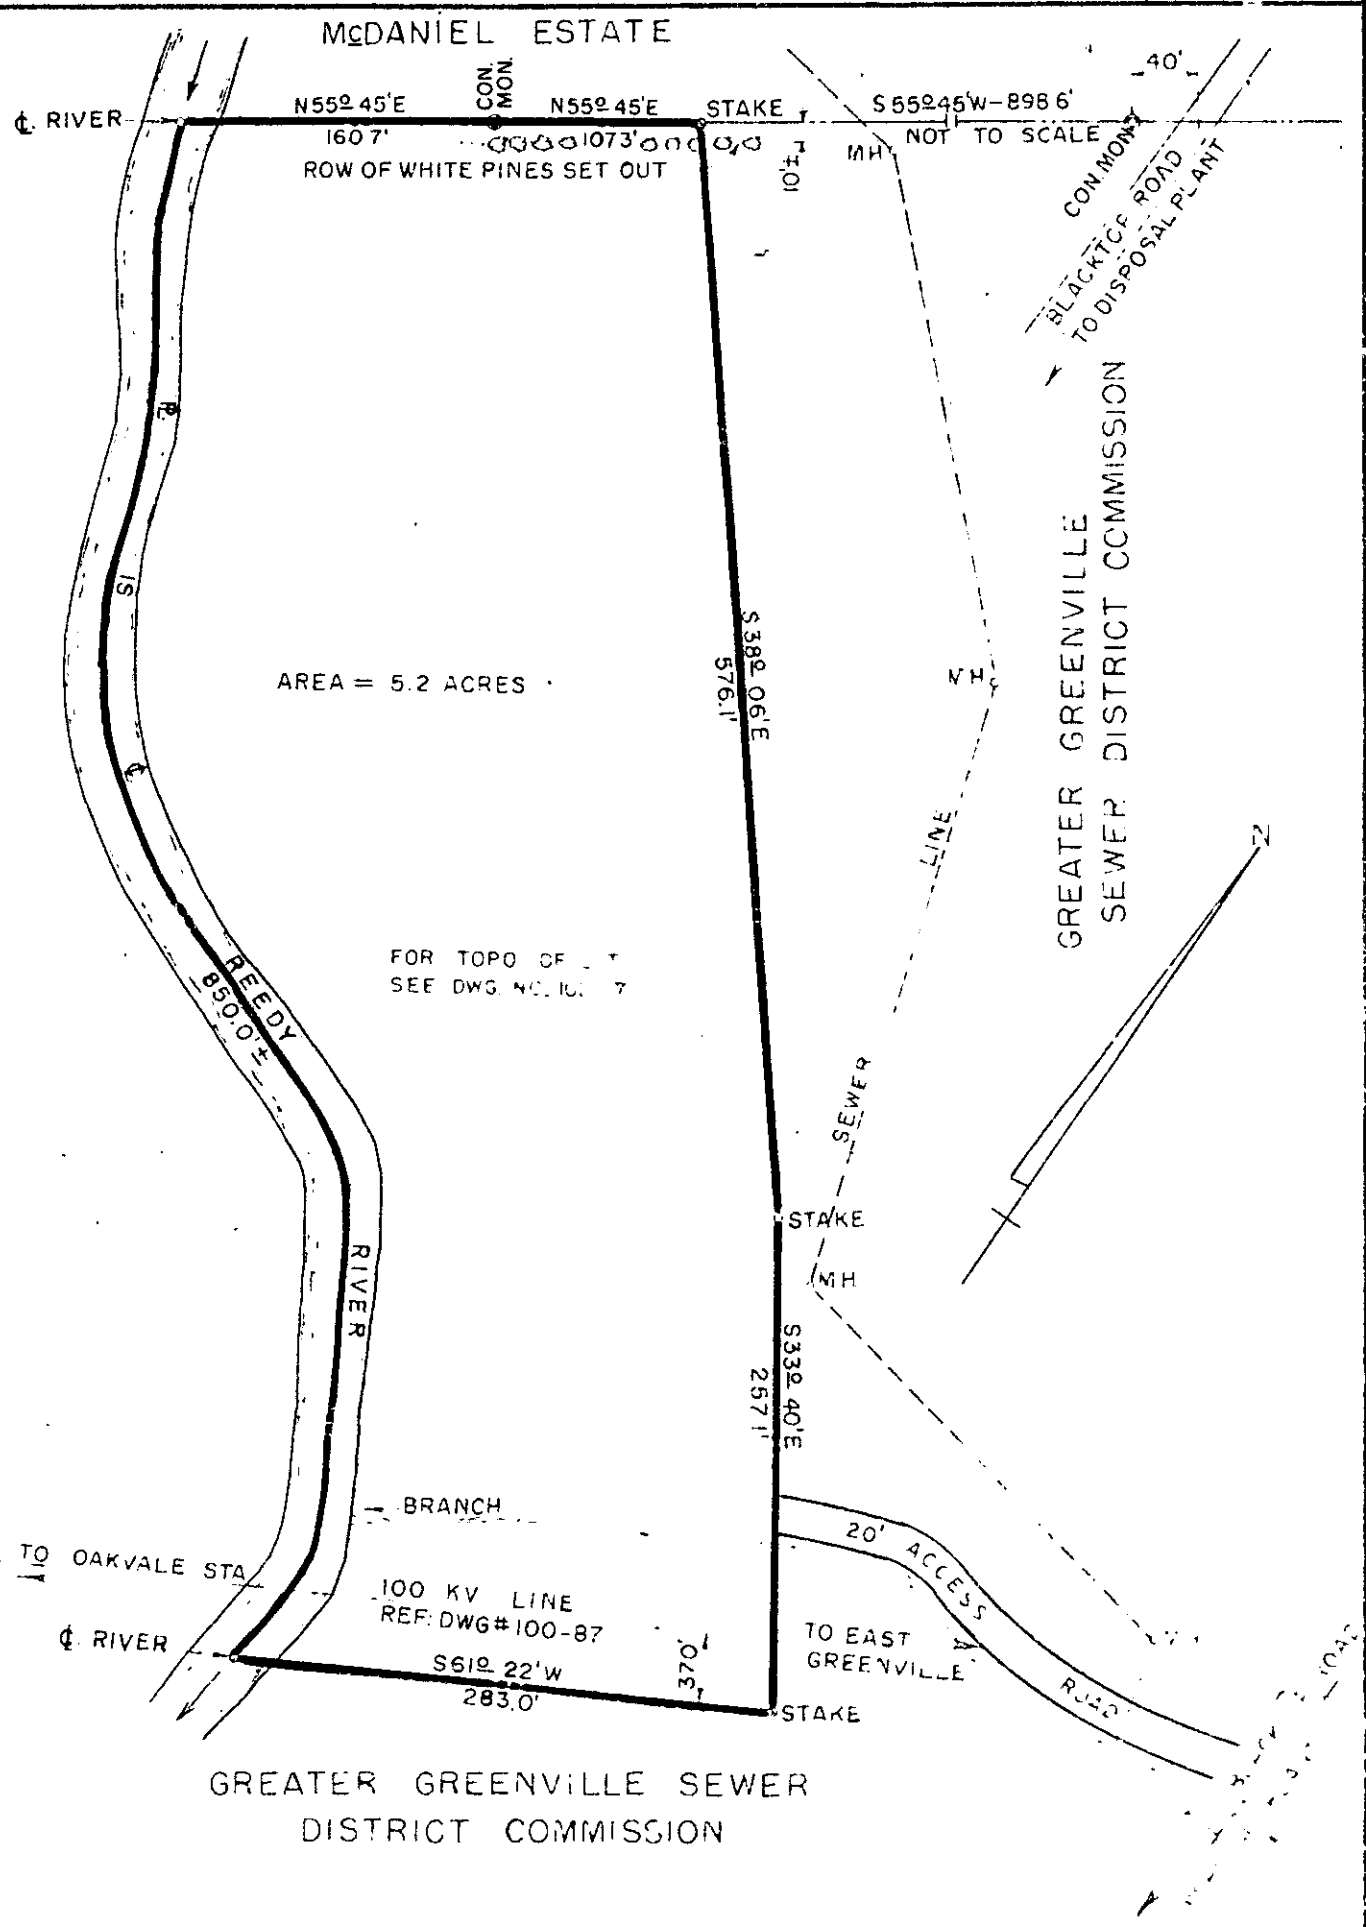 McDANIEL ESTATE
40'
℄ RIVER
N55º 45'E
CON. MON.
N55º 45'E
STAKE
S55º45'W-898 6'
160 7'
1073'
MH
NOT TO SCALE
ROW OF WHITE PINES SET OUT
CON. MON.
BLACKTOP ROAD
TO DISPOSAL PLANT
℄
IS
℄
S 38º 06'E
576.1'
AREA = 5.2 ACRES
MH
GREATER GREENVILLE
SEWER DISTRICT COMMISSION
SEWER LINE
N
FOR TOPO OF
SEE DWG. NO.
REEDY RIVER
850.0'±
STAKE
MH
S33º 40'E
257 1'
BRANCH
20' ACCESS ROAD
TO OAKVALE STA
100 KV LINE
REF: DWG# 100-87
℄ RIVER
TO EAST
GREENVILLE
S61º 22'W
283.0'
370'
STAKE
GREATER GREENVILLE SEWER
DISTRICT COMMISSION